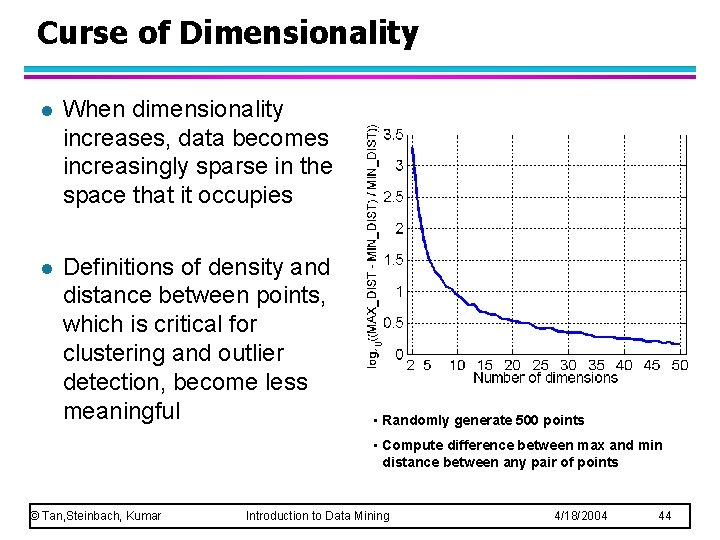 Curse of Dimensionality
When dimensionality
increases, data becomes
increasingly sparse in the
space that it occupies
Definitions of density and
distance between points,
which is critical for
clustering and outlier
detection, become less
meaningful
log10((MAX_DIST - MIN_DIST) / MIN_DIST))
3.5
3
2.5
2
1.5
1
0.5
0
2 5 10 15 20 25 30 35 40 45 50
Number of dimensions
• Randomly generate 500 points
• Compute difference between max and min
distance between any pair of points
© Tan,Steinbach, Kumar Introduction to Data Mining 4/18/2004 44